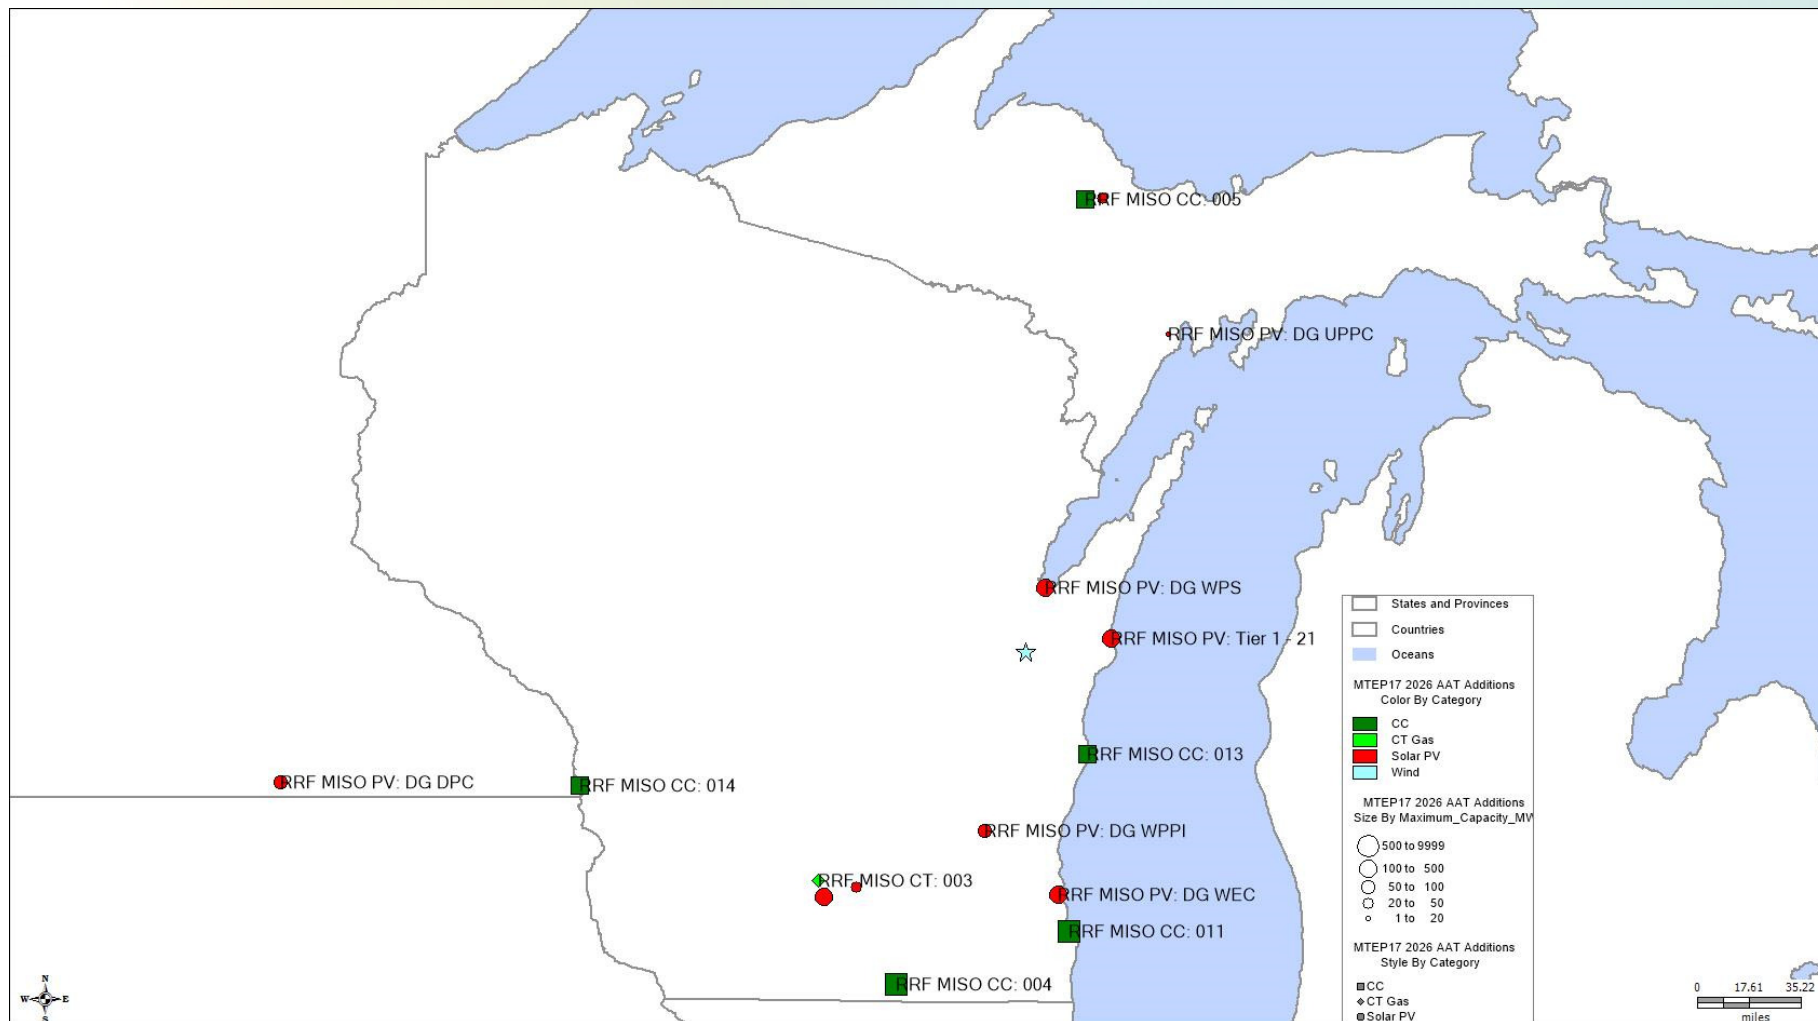 RRF MISO CC: 005
RRF MISO PV: DG UPPC
RRF MISO PV: DG WPS
RRF MISO PV: Tier 1 - 21
RRF MISO CC: 013
RRF MISO PV: DG DPC
RRF MISO CC: 014
RRF MISO PV: DG WPPI
RRF MISO CT: 003
RRF MISO PV: DG WEC
RRF MISO CC: 011
RRF MISO CC: 004
States and Provinces
Countries
Oceans
MTEP17 2026 AAT Additions
Color By Category
CC
CT Gas
Solar PV
Wind
MTEP17 2026 AAT Additions
Size By Maximum_Capacity_MW
500 to 9999
100 to 500
50 to 100
20 to 50
1 to 20
MTEP17 2026 AAT Additions
Style By Category
CC
CT Gas
Solar PV
N
W E
S
0 17.61 35.22
miles